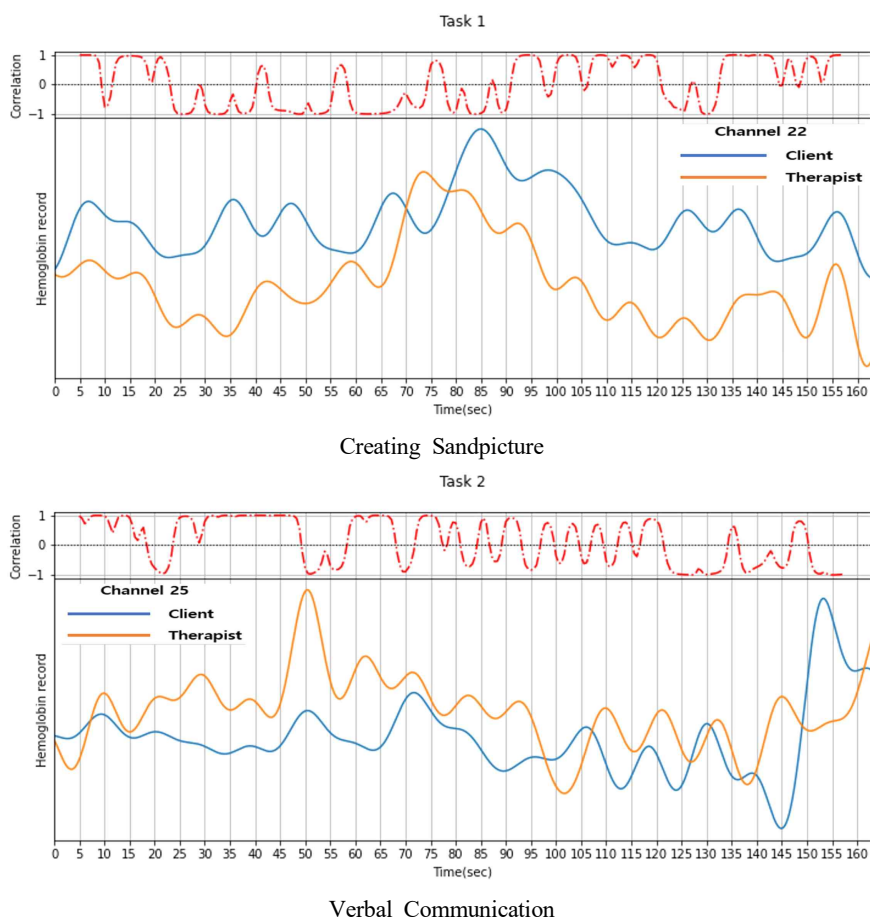 Task 1
Correlation
1
0
−1
Hemoglobin record
Channel 22
Client
Therapist
0 5 10 15 20 25 30 35 40 45 50 55 60 65 70 75 80 85 90 95 100 105 110 115 120 125 130 135 140 145 150 155 160
Time(sec)
Creating Sandpicture
Task 2
Correlation
1
0
−1
Hemoglobin record
Channel 25
Client
Therapist
0 5 10 15 20 25 30 35 40 45 50 55 60 65 70 75 80 85 90 95 100 105 110 115 120 125 130 135 140 145 150 155 160
Time(sec)
Verbal Communication